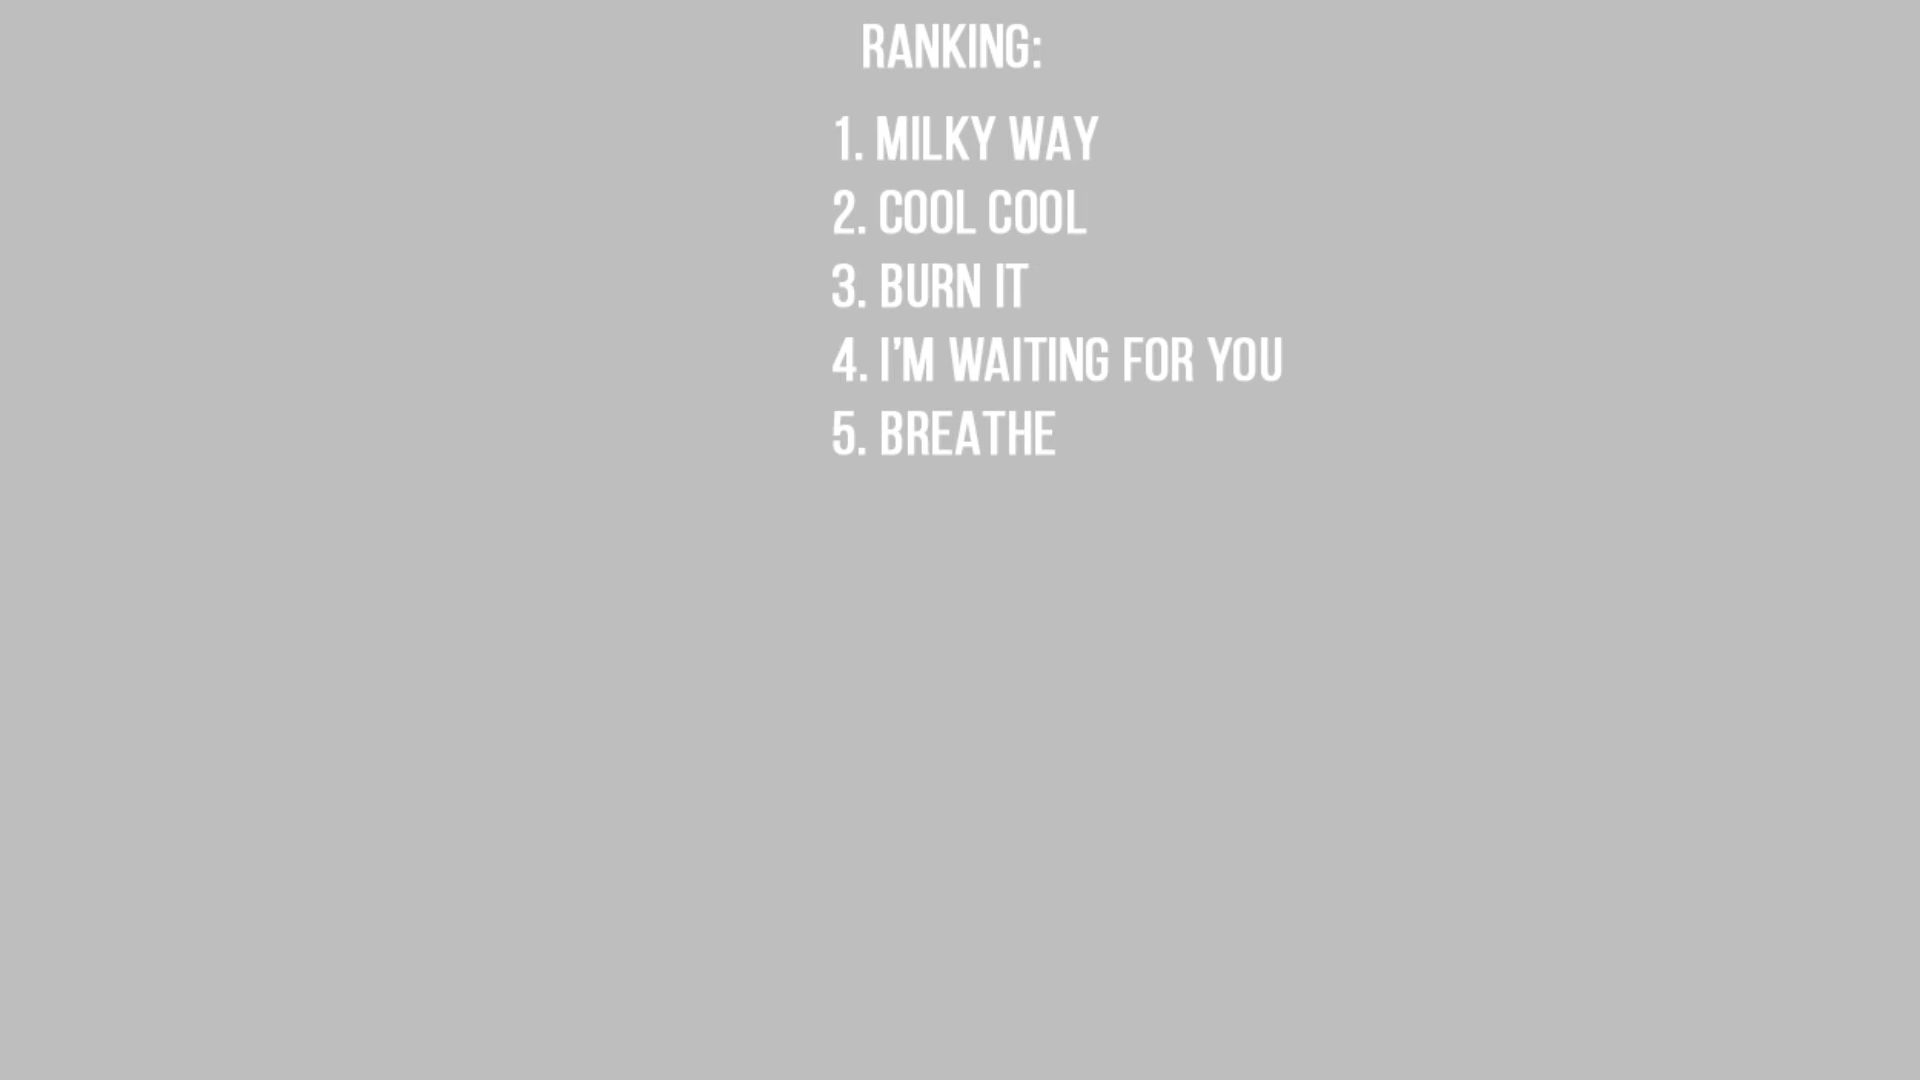 RANKING:
1. MILKY WAY
2. COOL COOL
3. BURN IT
4. I'M WAITING FOR YOU
5. BREATHE